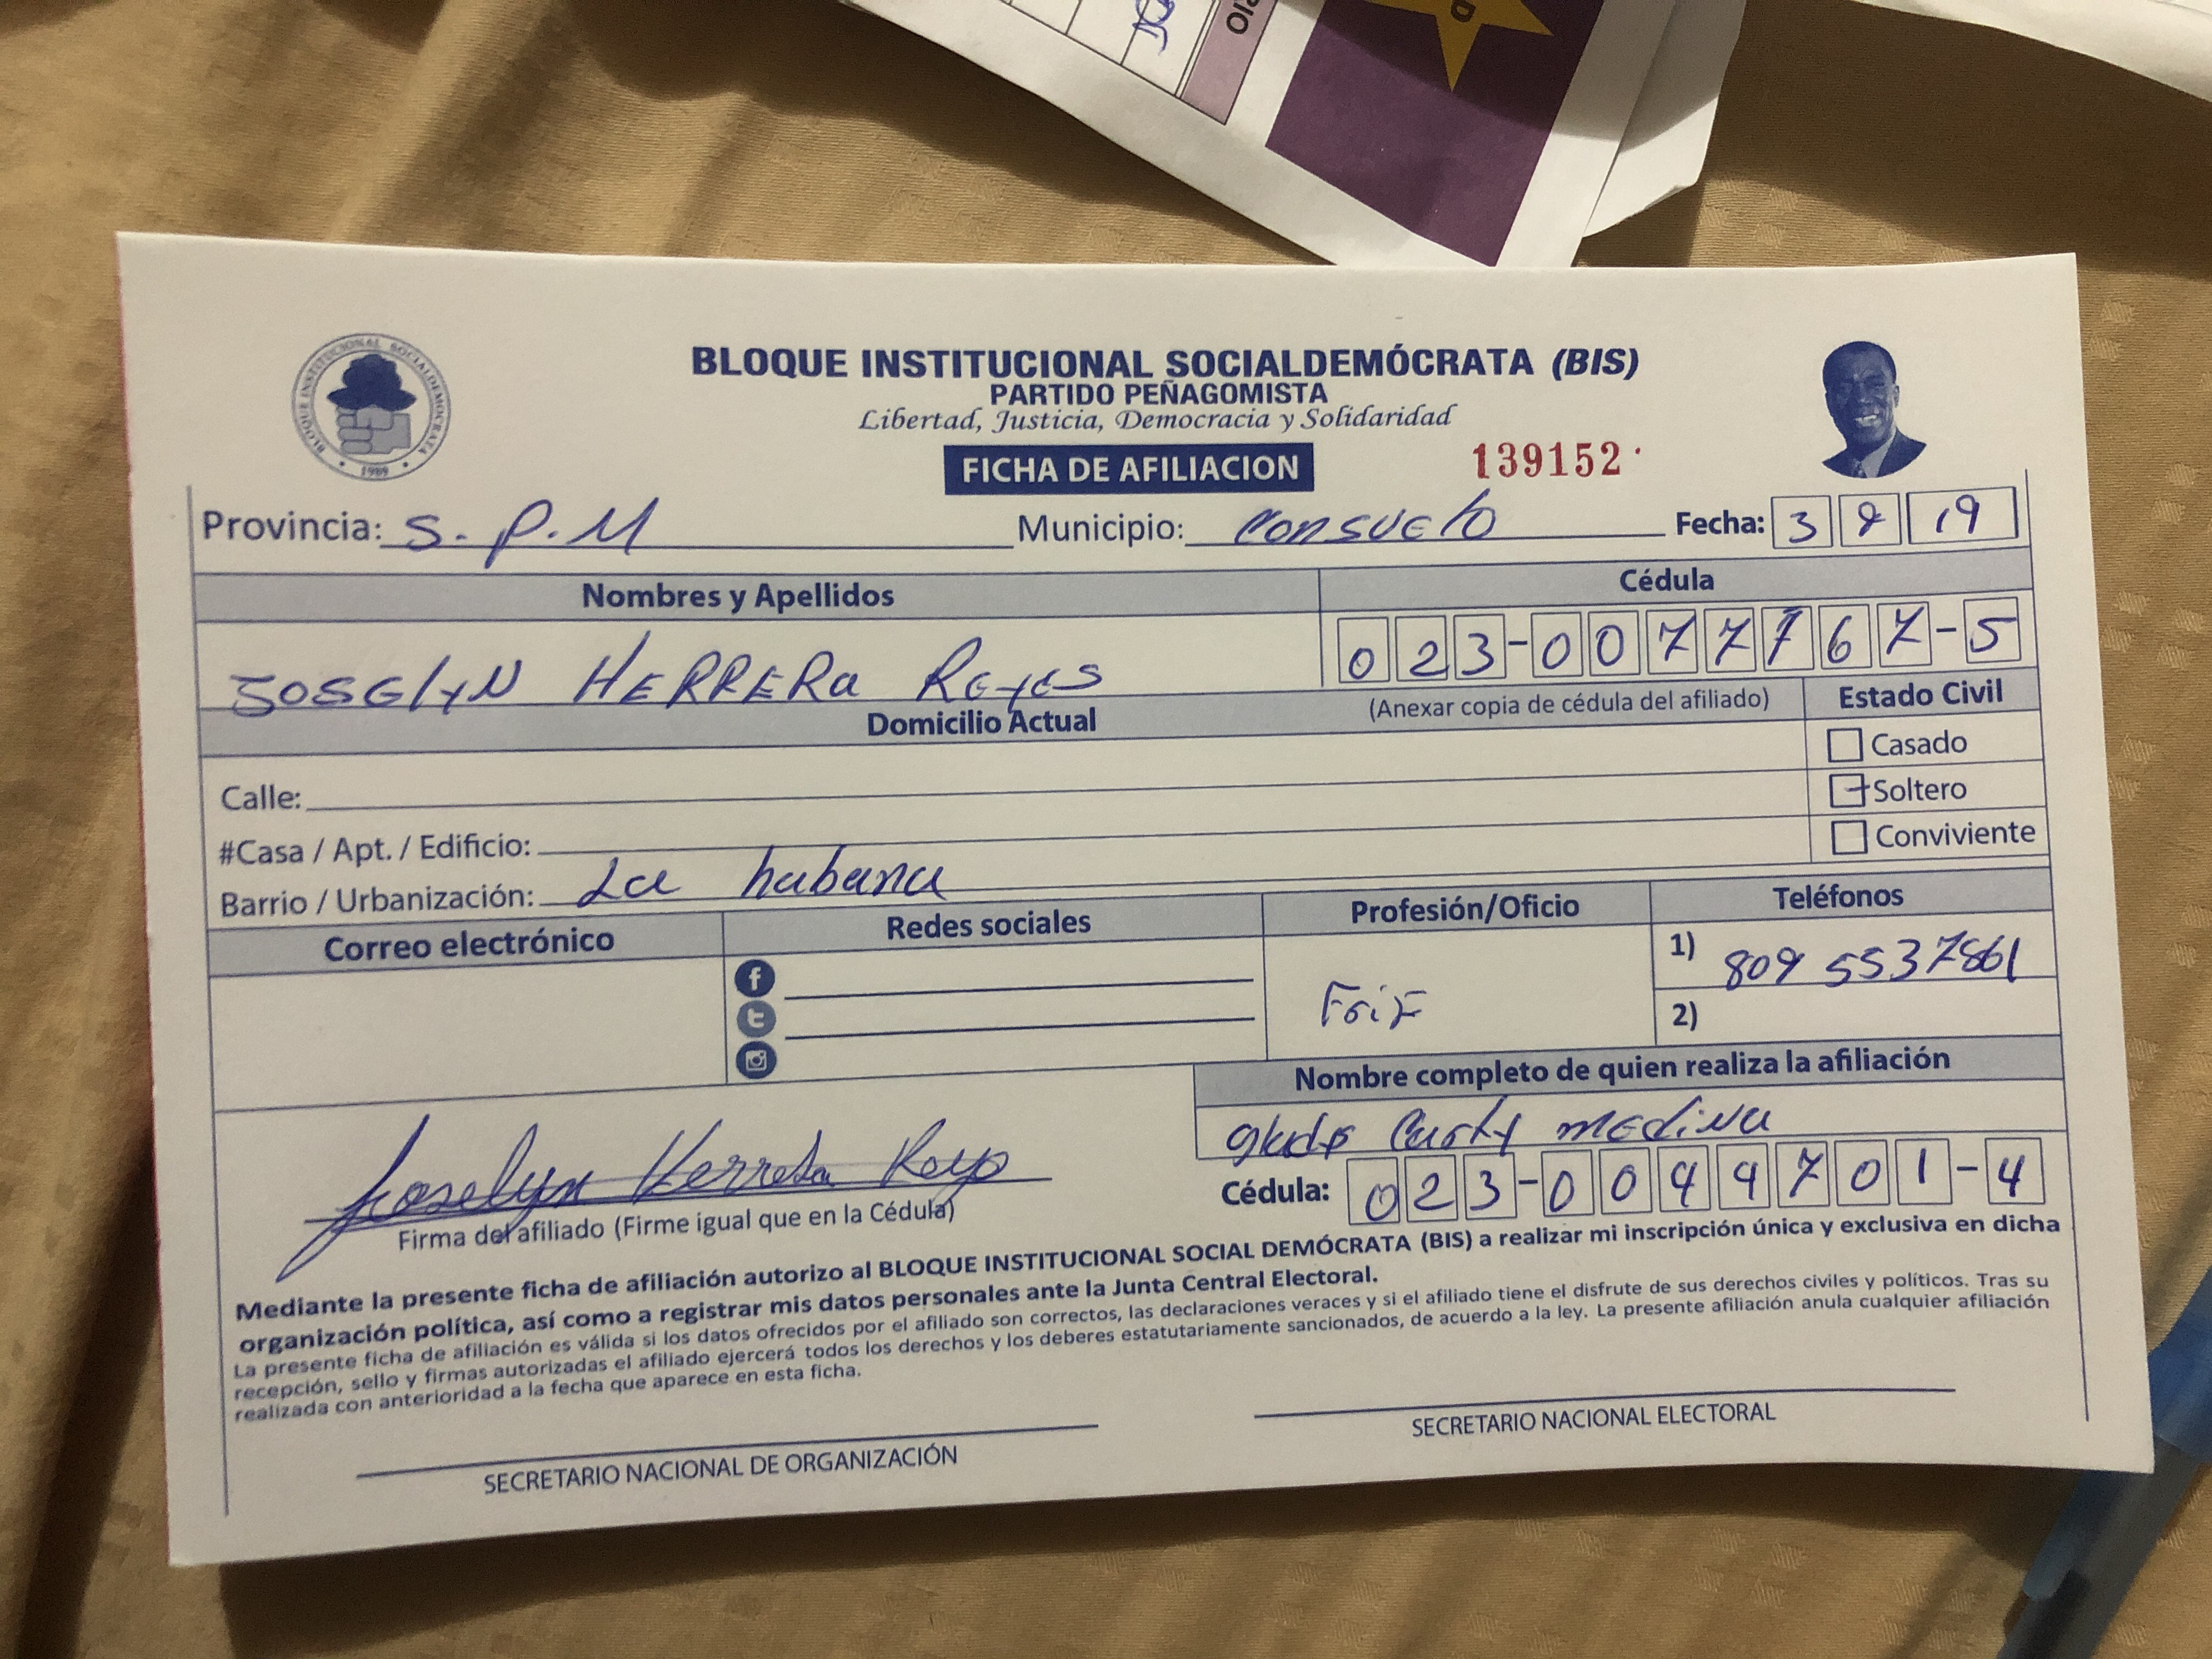 BLOQUE INSTITUCIONAL SOCIALDEMÓCRATA (BIS)
PARTIDO PEÑAGOMISTA
Libertad, Justicia, Democracia y Solidaridad
BLOQUE INSTITUCIONAL SOCIALDEMOCRATA
1989
FICHA DE AFILIACION 139152
Provincia: S.P.M Municipio: Consuelo Fecha: 3 8 19
Nombres y Apellidos Cédula
JOSELYN HERRERA Reyes 023-0077767-5
Domicilio Actual (Anexar copia de cédula del afiliado) Estado Civil
Casado
Calle:
Soltero
#Casa / Apt. / Edificio:
Conviviente
Barrio / Urbanización: La habana
Correo electrónico Redes sociales Profesión/Oficio Teléfonos
1) 809 5537861
2)
Nombre completo de quien realiza la afiliación
Carty medina
Joselyn Herrera Reyes
Cédula: 023-0044701-4
Firma del afiliado (Firme igual que en la Cédula)
Mediante la presente ficha de afiliación autorizo al BLOQUE INSTITUCIONAL SOCIAL DEMÓCRATA (BIS) a realizar mi inscripción única y exclusiva en dicha
organización política, así como a registrar mis datos personales ante la Junta Central Electoral.
La presente ficha de afiliación es válida si los datos ofrecidos por el afiliado son correctos, las declaraciones veraces y si el afiliado tiene el disfrute de sus derechos civiles y políticos. Tras su
recepción, sello y firmas autorizadas el afiliado ejercerá todos los derechos y los deberes estatutariamente sancionados, de acuerdo a la ley. La presente afiliación anula cualquier afiliación
realizada con anterioridad a la fecha que aparece en esta ficha.
SECRETARIO NACIONAL DE ORGANIZACIÓN SECRETARIO NACIONAL ELECTORAL